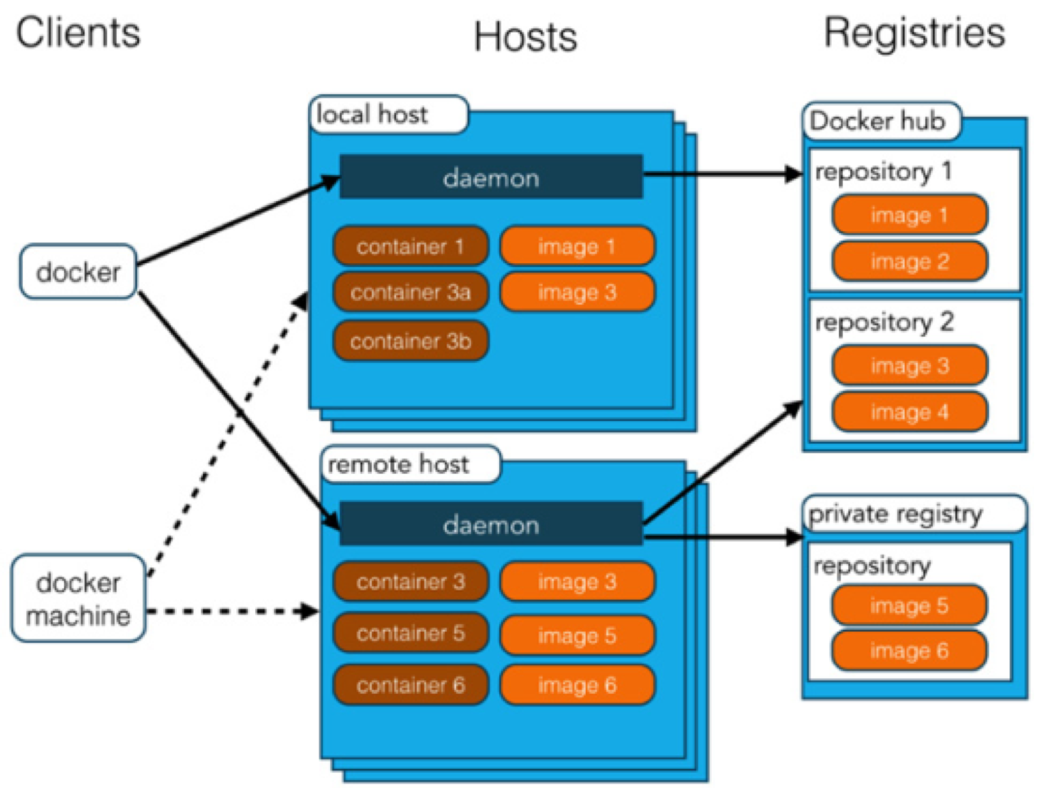 Clients
Hosts
Registries
local host
daemon
container 1
image 1
container 3a
image 3
container 3b
docker
docker
machine
remote host
daemon
container 3
image 3
container 5
image 5
container 6
image 6
Docker hub
repository 1
image 1
image 2
repository 2
image 3
image 4
private registry
repository
image 5
image 6